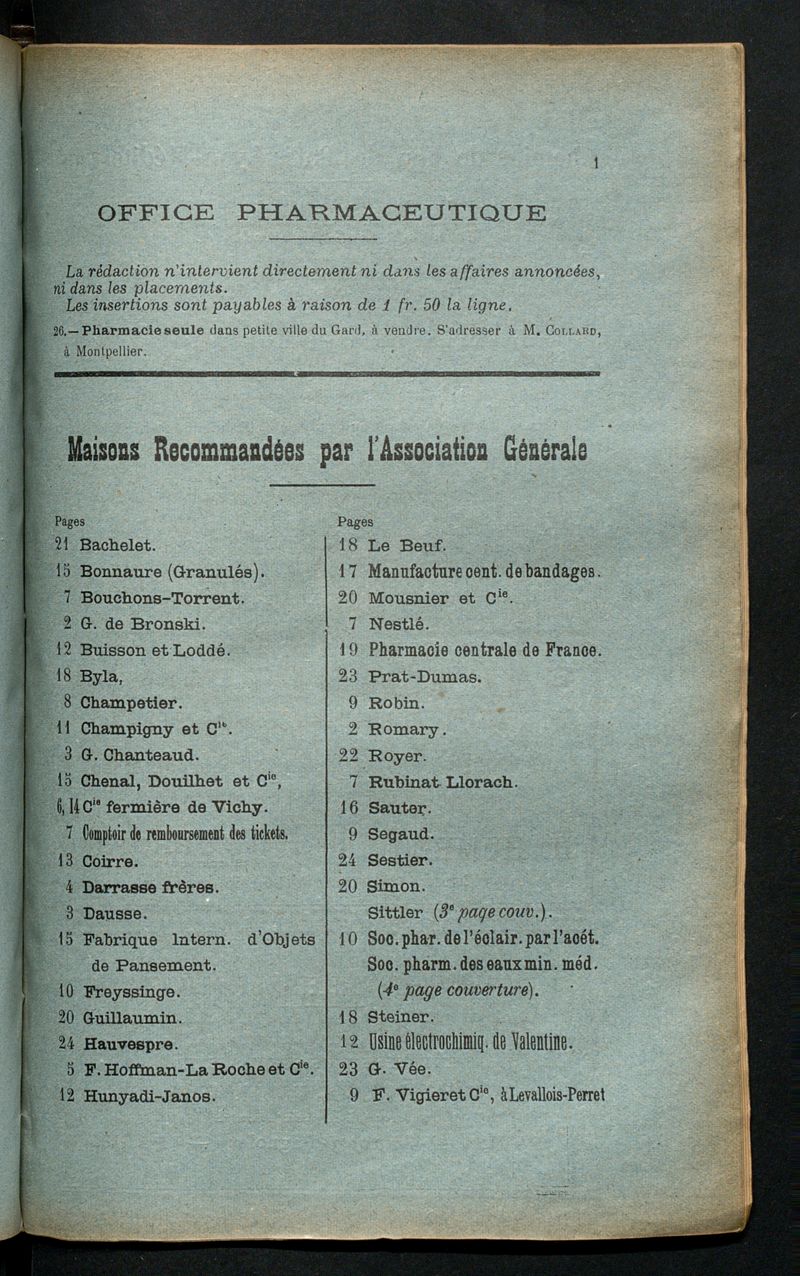 1
OFFICE PHARMACEUTIQUE
La rédaction n'intervient directement ni dans les affaires annoncées,
ni dans les placements.
Les insertions sont payables à raison de 1 fr. 50 la ligne.
26.— Pharmacie seule dans petite ville du Gard, à vendre. S'adresser à M. COLLARD,
à Montpellier.
Maisons Recommandées par l'Association Générale
Pages
21 Bachelet.
15 Bonnaure (Granulés).
7 Bouchons-Torrent.
2 G. de Bronski.
12 Buisson et Loddé.
18 Byla,
8 Champetier.
11 Champigny et Cie.
3 G. Chanteaud.
15 Chenal, Douilhet et Cie,
6, 14 Cie fermière de Vichy.
7 Comptoir de remboursement des tickets.
13 Coirre.
4 Darrasse frères.
3 Dausse.
15 Fabrique Intern. d'Objets
de Pansement.
10 Freyssinge.
20 Guillaumin.
24 Hauvespre.
5 F. Hoffman-La Roche et Cie.
12 Hunyadi-Janos.
Pages
18 Le Beuf.
17 Manufacture cent. de bandages.
20 Mousnier et Cie.
7 Nestlé.
19 Pharmacie centrale de France.
23 Prat-Dumas.
9 Robin.
2 Romary.
22 Royer.
7 Rubinat Llorach.
16 Sauter.
9 Segaud.
24 Sestier.
20 Simon.
Sittler (3e page couv.).
10 Soc. phar. de l'éclair. par l'acét.
Soc. pharm. des eaux min. méd.
(4e page couverture).
18 Steiner.
12 Usine électrochimiq. de Valentine.
23 G. Vée.
9 F. Vigier et Cie, à Levallois-Perret